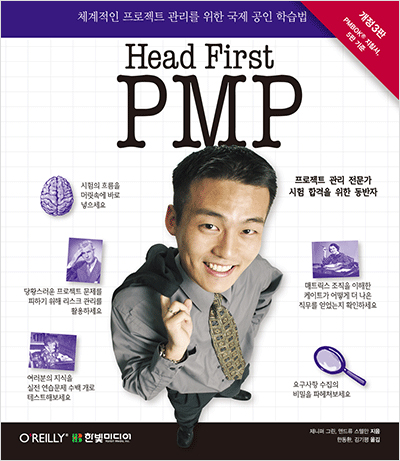 체계적인 프로젝트 관리를 위한 국제 공인 학습법
개정3판
PMBOK® 지침서,
5판 기준
Head First
PMP
프로젝트 관리 전문가
시험 합격을 위한 동반자
시험의 흐름을
머릿속에 바로
넣으세요
당황스러운 프로젝트 문제를
피하기 위해 리스크 관리를
활용하세요
매트릭스 조직을 이해한
케이트가 어떻게 더 나은
직무를 얻었는지 확인하세요
여러분의 지식을
실전 연습문제 수백 개로
테스트해보세요
요구사항 수집의
비밀을 파헤쳐보세요
O'REILLY®
한빛미디어
제니퍼 그린, 앤드류 스텔만 지음
한동환, 김기평 옮김